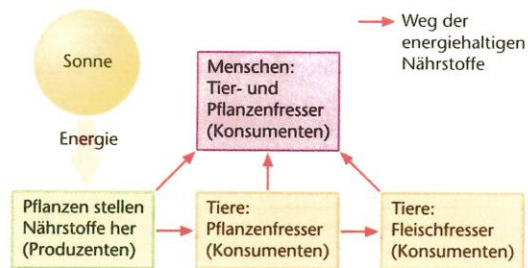 Sonne
Energie
Weg der
energiehaltigen
Nährstoffe
Menschen:
Tier- und
Pflanzenfresser
(Konsumenten)
Pflanzen stellen
Nährstoffe her
(Produzenten)
Tiere:
Pflanzenfresser
(Konsumenten)
Tiere:
Fleischfresser
(Konsumenten)